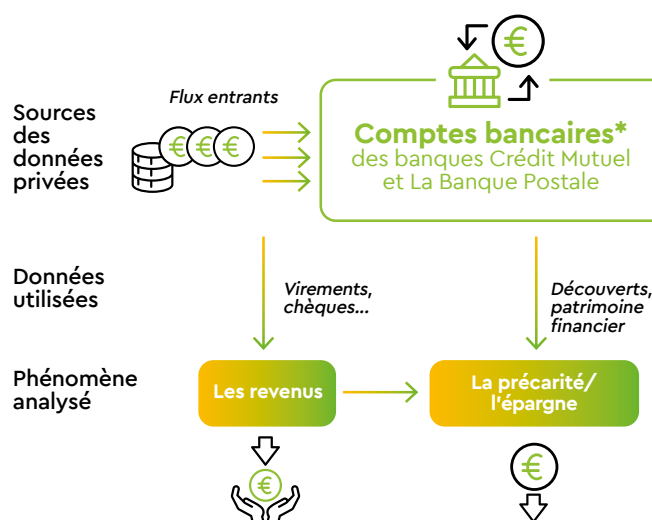 Sources
des
données
privées
Flux entrants
€ € €
€
Comptes bancaires*
des banques Crédit Mutuel
et La Banque Postale
Données
utilisées
Virements,
chèques...
Découverts,
patrimoine
financier
Phénomène
analysé
Les revenus
La précarité/
l'épargne
€
€